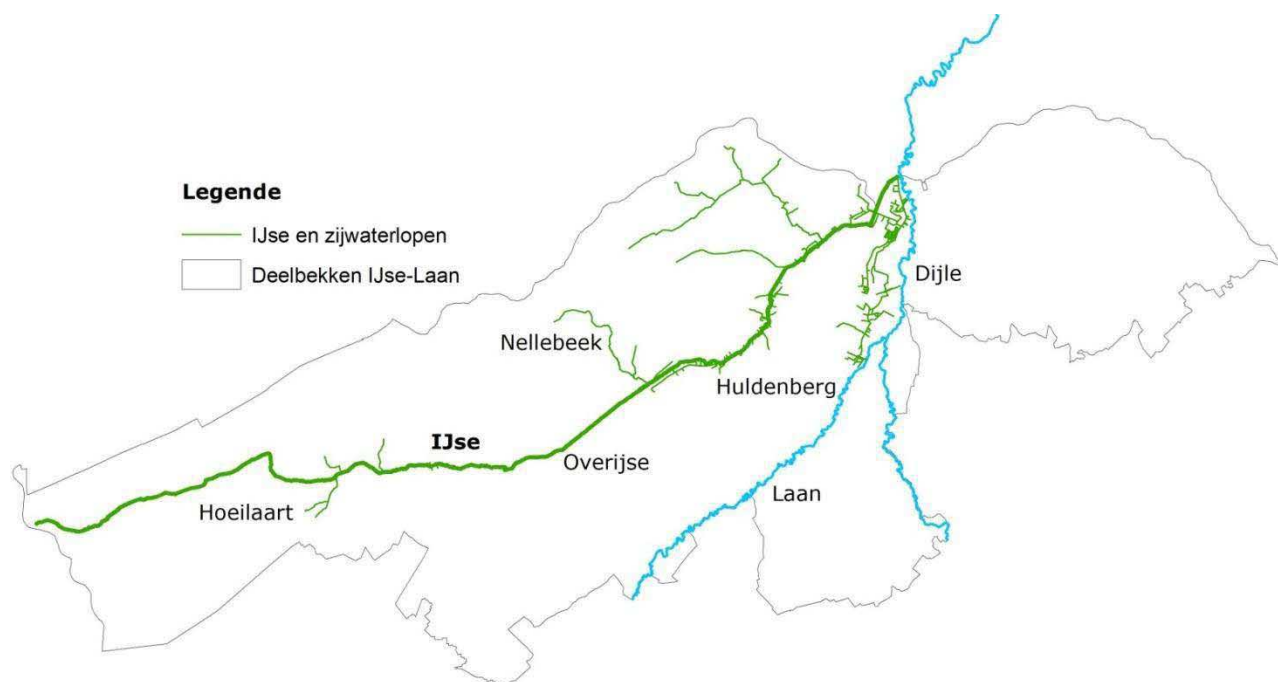 Legende
IJse en zijwaterlopen
Deelbekken IJse-Laan
Dijle
Nellebeek
Huldenberg
IJse
Overijse
Laan
Hoeilaart